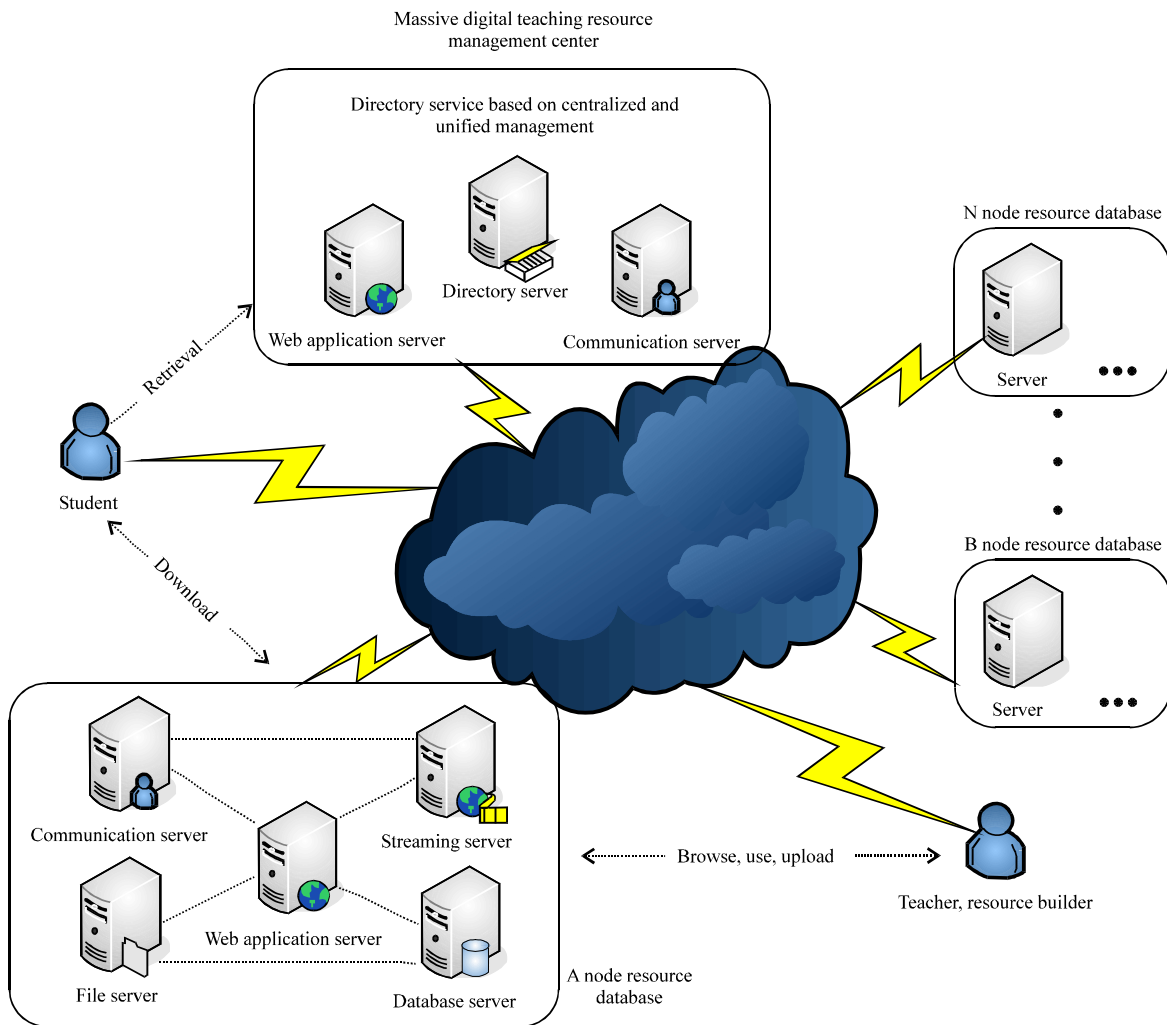 Massive digital teaching resource
management center
Directory service based on centralized and
unified management
Directory server
Web application server
Communication server
N node resource database
Server
Retrieval
Student
Download
B node resource database
Server
Communication server
Streaming server
Web application server
File server
Database server
A node resource
database
Browse, use, upload
Teacher, resource builder